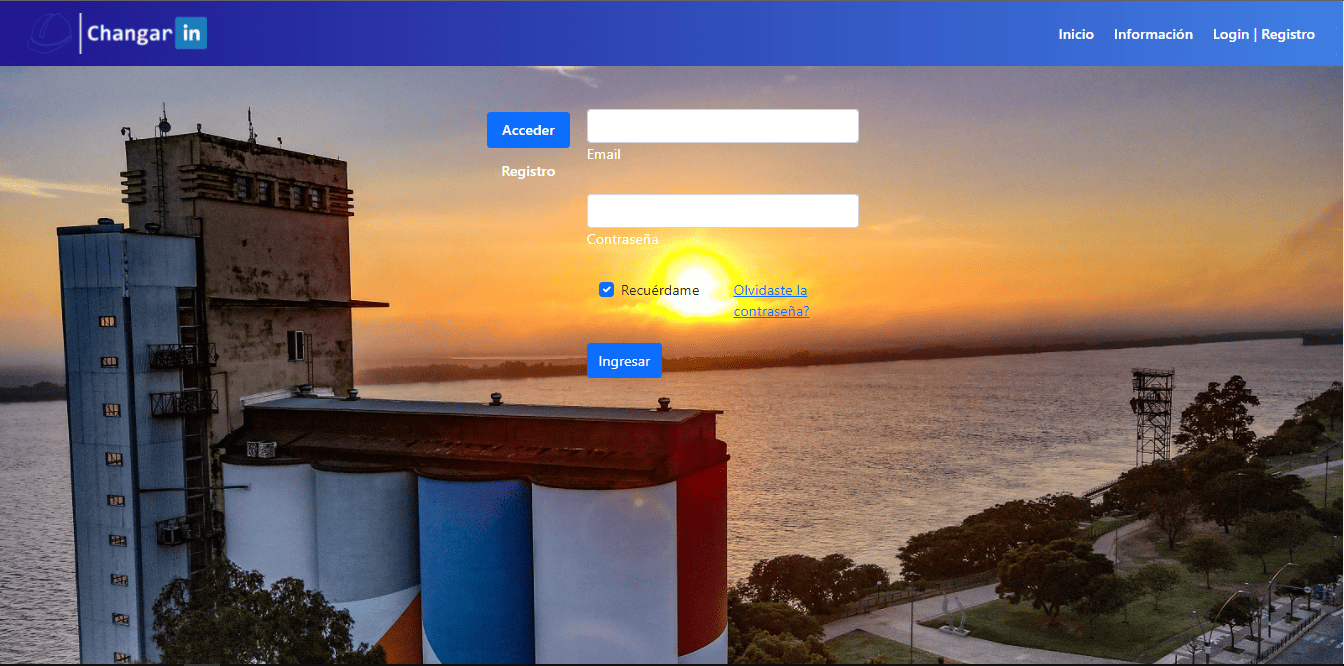 Changar in
Inicio
Información
Login | Registro
Acceder
Registro
Email
Contraseña
Recuérdame
Olvidaste la
contraseña?
Ingresar